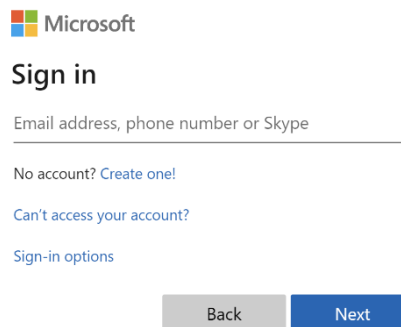 Microsoft
Sign in
Email address, phone number or Skype
No account? Create one!
Can't access your account?
Sign-in options
Back Next